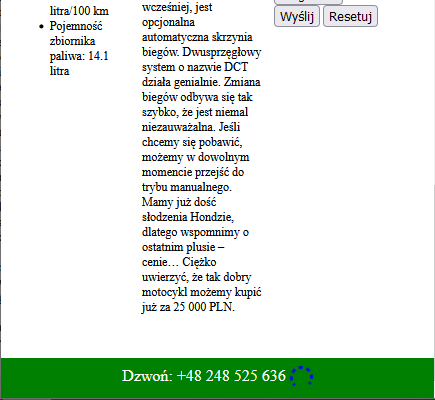 litra/100 km
Pojemność
zbiornika
paliwa: 14.1
litra
wcześniej, jest
opcjonalna
automatyczna skrzynia
biegów. Dwusprzęgłowy
system o nazwie DCT
działa genialnie. Zmiana
biegów odbywa się tak
szybko, że jest niemal
niezauważalna. Jeśli
chcemy się pobawić,
możemy w dowolnym
momencie przejść do
trybu manualnego.
Mamy już dość
słodzenia Hondzie,
dlatego wspomnimy o
ostatnim plusie –
cenie… Ciężko
uwierzyć, że tak dobry
motocykl możemy kupić
już za 25 000 PLN.
Wyślij Resetuj
Dzwoń: +48 248 525 636